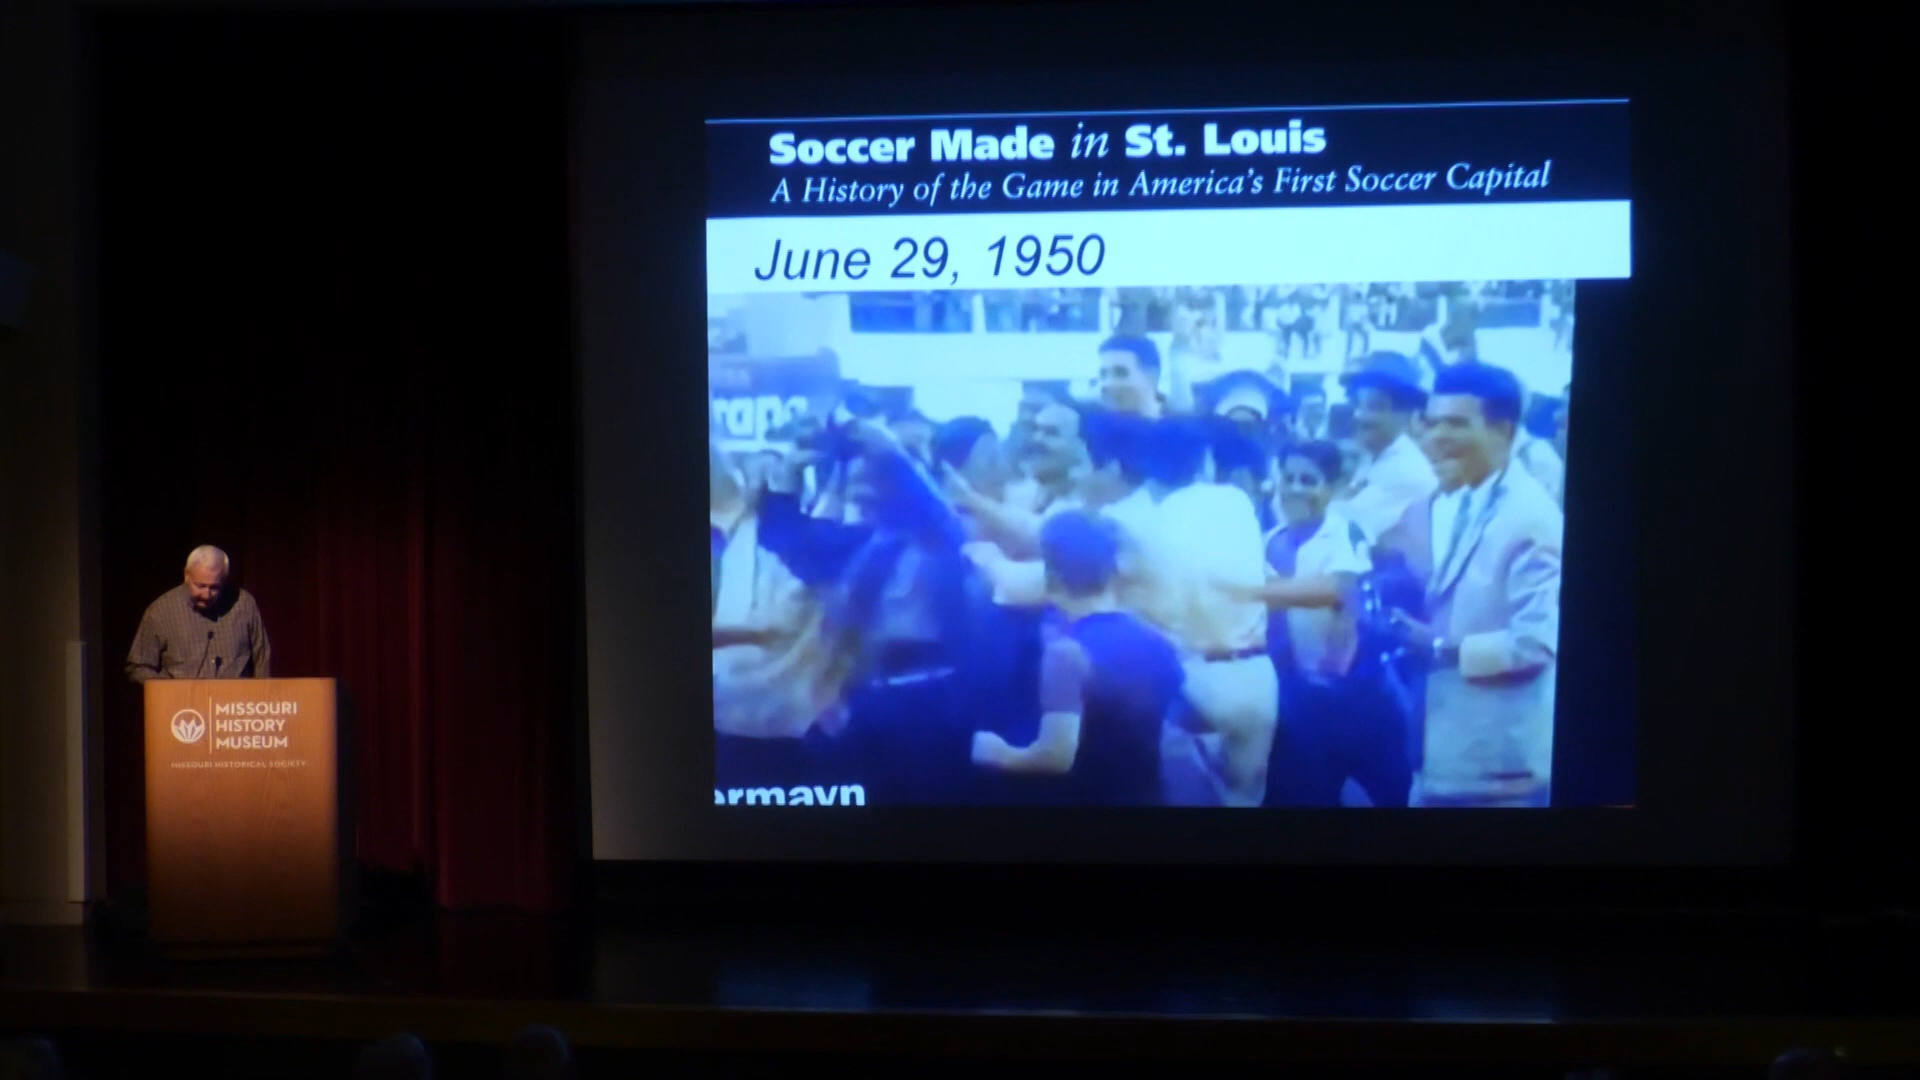 Soccer Made in St. Louis
A History of the Game in America's First Soccer Capital
June 29, 1950
MISSOURI
HISTORY
MUSEUM
MISSOURI HISTORICAL SOCIETY